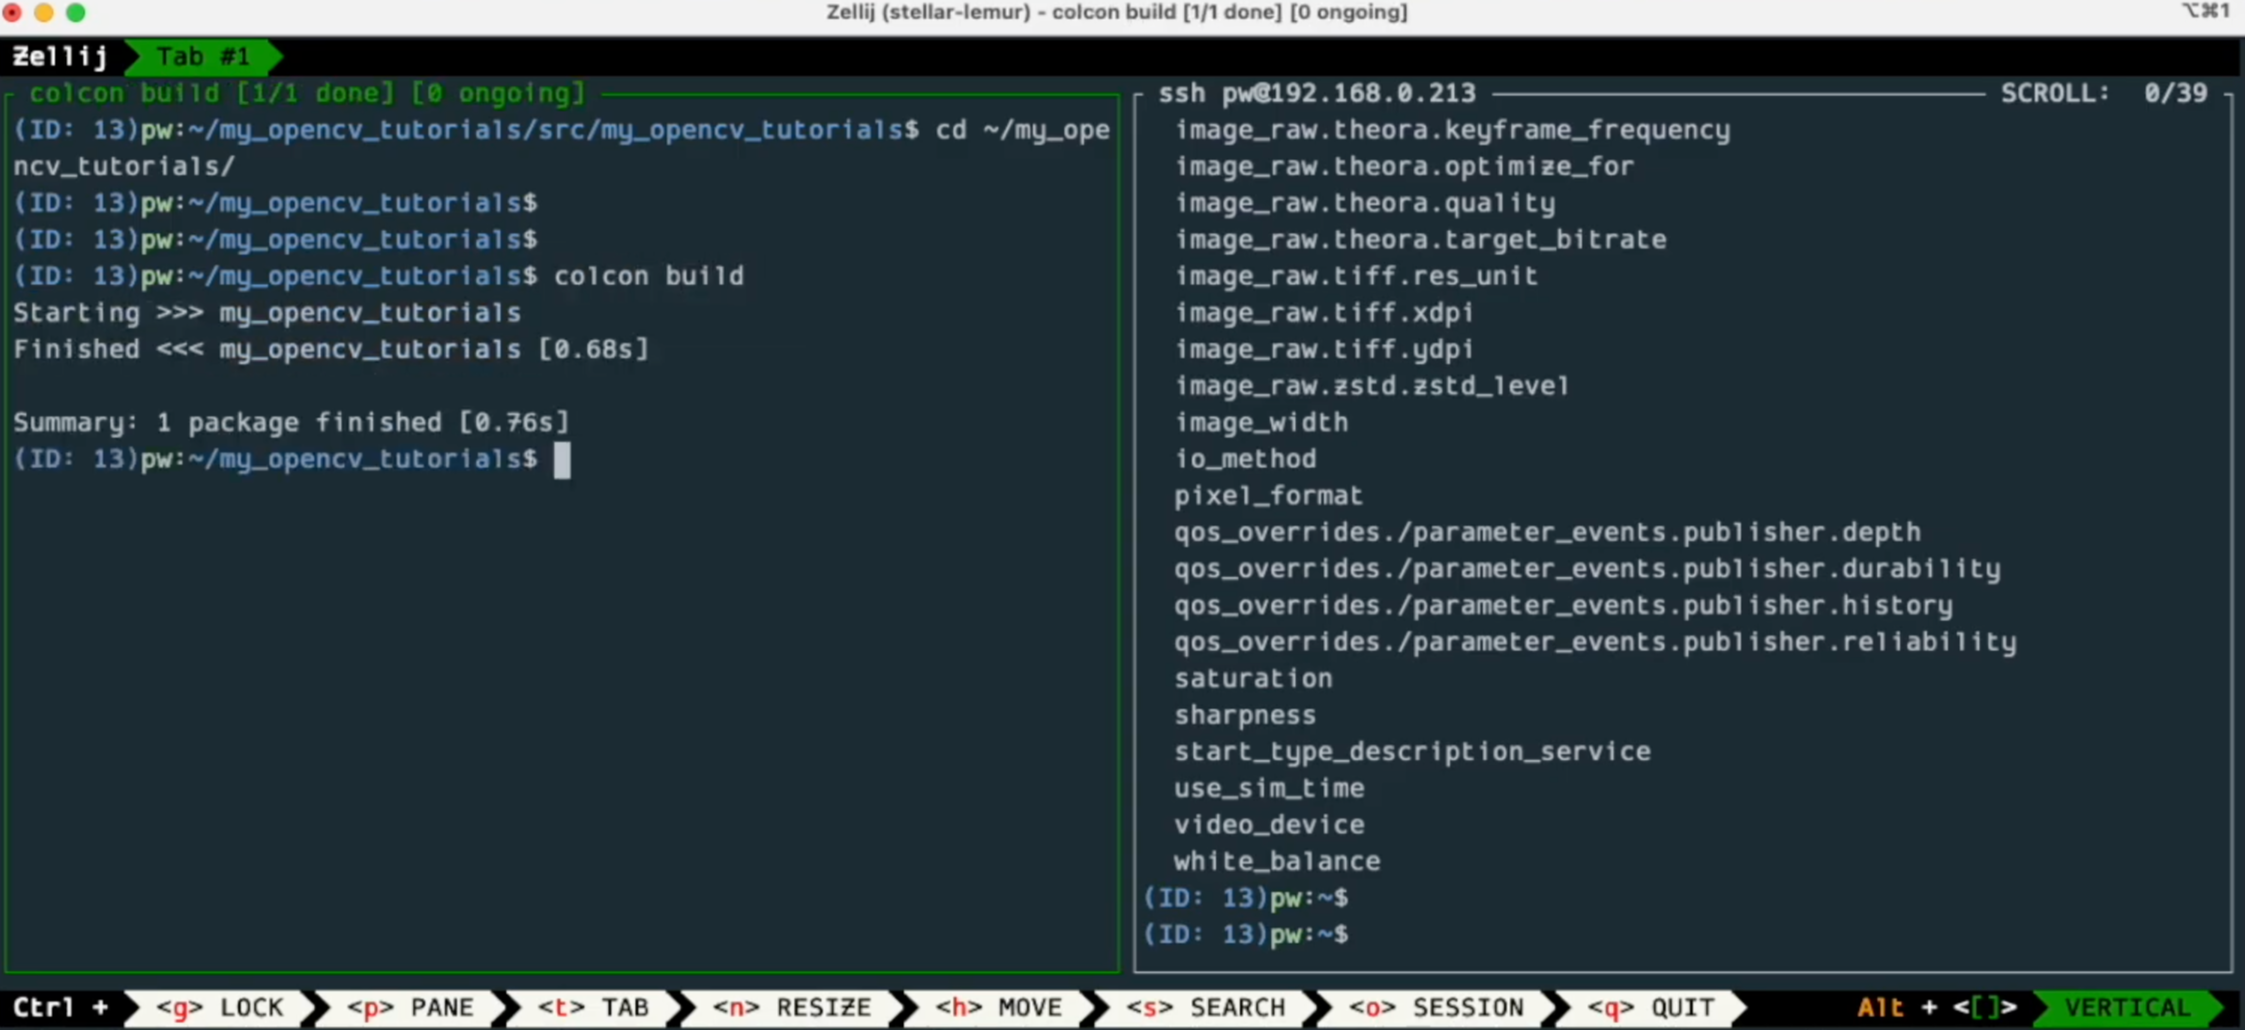 Zellij (stellar-lemur) - colcon build [1/1 done] [0 ongoing]
⌥⌘1
Zellij Tab #1
colcon build [1/1 done] [0 ongoing]
(ID: 13)pw:~/my_opencv_tutorials/src/my_opencv_tutorials$ cd ~/my_ope
ncv_tutorials/
(ID: 13)pw:~/my_opencv_tutorials$
(ID: 13)pw:~/my_opencv_tutorials$
(ID: 13)pw:~/my_opencv_tutorials$ colcon build
Starting >>> my_opencv_tutorials
Finished <<< my_opencv_tutorials [0.68s]
Summary: 1 package finished [0.76s]
(ID: 13)pw:~/my_opencv_tutorials$
ssh pw@192.168.0.213 SCROLL: 0/39
image_raw.theora.keyframe_frequency
image_raw.theora.optimize_for
image_raw.theora.quality
image_raw.theora.target_bitrate
image_raw.tiff.res_unit
image_raw.tiff.xdpi
image_raw.tiff.ydpi
image_raw.zstd.zstd_level
image_width
io_method
pixel_format
qos_overrides./parameter_events.publisher.depth
qos_overrides./parameter_events.publisher.durability
qos_overrides./parameter_events.publisher.history
qos_overrides./parameter_events.publisher.reliability
saturation
sharpness
start_type_description_service
use_sim_time
video_device
white_balance
(ID: 13)pw:~$
(ID: 13)pw:~$
Ctrl + <g> LOCK <p> PANE <t> TAB <n> RESIZE <h> MOVE <s> SEARCH <o> SESSION <q> QUIT Alt + <[]> VERTICAL